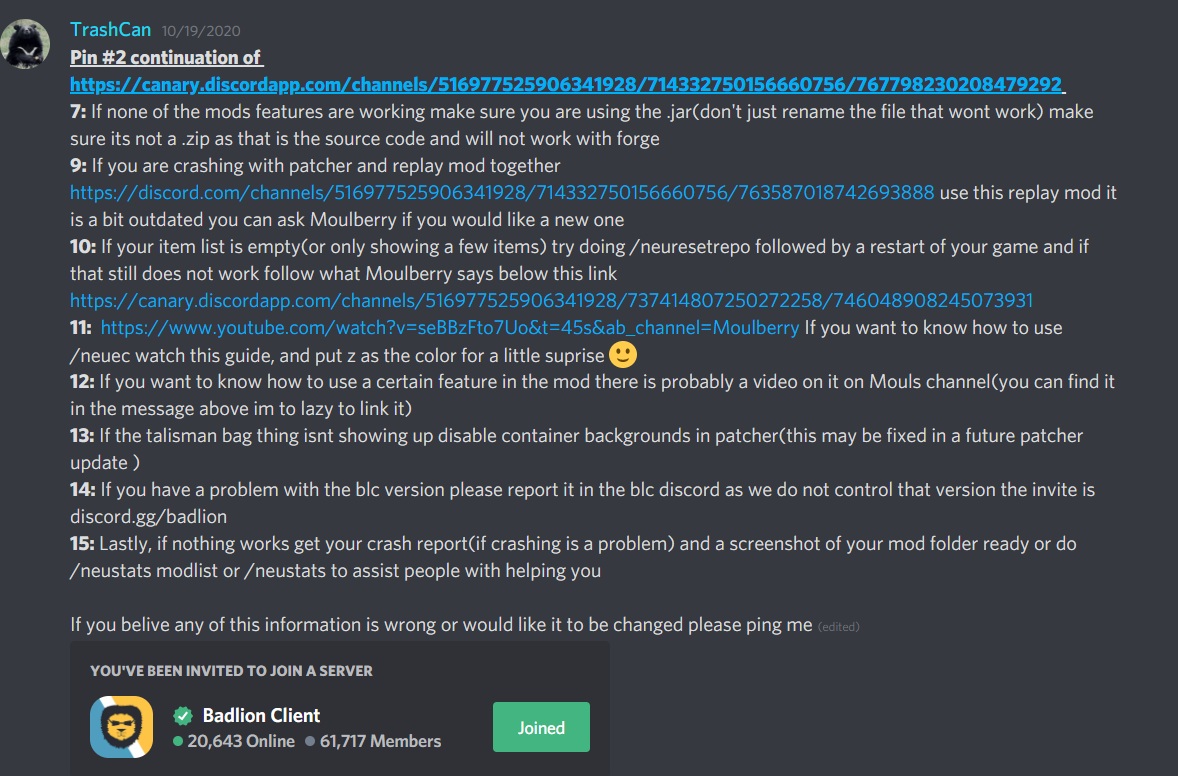 TrashCan 10/19/2020
Pin #2 continuation of
https://canary.discordapp.com/channels/516977525906341928/714332750156660756/767798230208479292
7: If none of the mods features are working make sure you are using the .jar(don't just rename the file that wont work) make
sure its not a .zip as that is the source code and will not work with forge
9: If you are crashing with patcher and replay mod together
https://discord.com/channels/516977525906341928/714332750156660756/763587018742693888 use this replay mod it
is a bit outdated you can ask Moulberry if you would like a new one
10: If your item list is empty(or only showing a few items) try doing /neuresetrepo followed by a restart of your game and if
that still does not work follow what Moulberry says below this link
https://canary.discordapp.com/channels/516977525906341928/737414807250272258/746048908245073931
11: https://www.youtube.com/watch?v=seBBzFto7Uo&t=45s&ab_channel=Moulberry If you want to know how to use
/neuec watch this guide, and put z as the color for a little suprise 🙂
12: If you want to know how to use a certain feature in the mod there is probably a video on it on Mouls channel(you can find it
in the message above im to lazy to link it)
13: If the talisman bag thing isnt showing up disable container backgrounds in patcher(this may be fixed in a future patcher
update )
14: If you have a problem with the blc version please report it in the blc discord as we do not control that version the invite is
discord.gg/badlion
15: Lastly, if nothing works get your crash report(if crashing is a problem) and a screenshot of your mod folder ready or do
/neustats modlist or /neustats to assist people with helping you
If you belive any of this information is wrong or would like it to be changed please ping me (edited)
YOU'VE BEEN INVITED TO JOIN A SERVER
Badlion Client
20,643 Online 61,717 Members
Joined